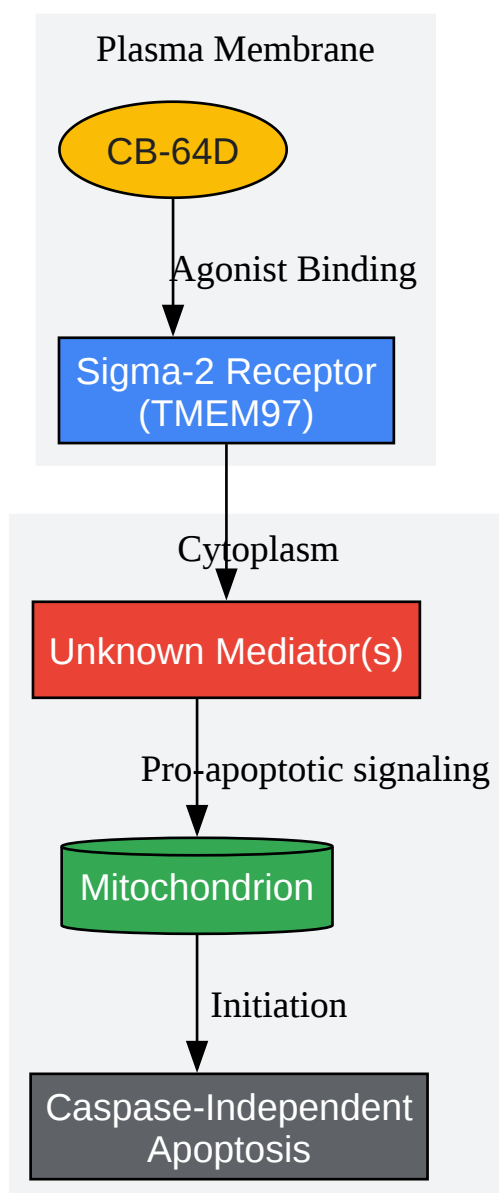 Plasma Membrane
CB-64D
Agonist Binding
Sigma-2 Receptor
(TMEM97)
Cytoplasm
Unknown Mediator(s)
Pro-apoptotic signaling
Mitochondrion
Initiation
Caspase-Independent
Apoptosis